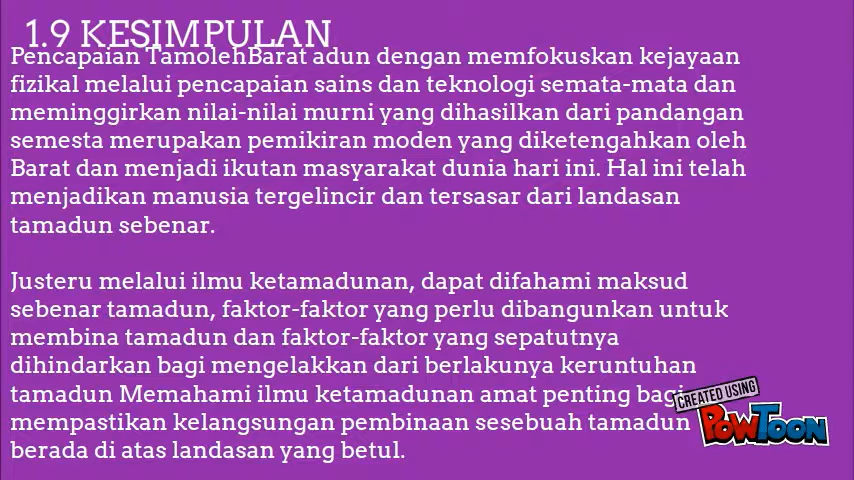 1.9 KESIMPULAN
Pencapaian TamolehBarat adun dengan memfokuskan kejayaan
fizikal melalui pencapaian sains dan teknologi semata-mata dan
meminggirkan nilai-nilai murni yang dihasilkan dari pandangan
semesta merupakan pemikiran moden yang diketengahkan oleh
Barat dan menjadi ikutan masyarakat dunia hari ini. Hal ini telah
menjadikan manusia tergelincir dan tersasar dari landasan
tamadun sebenar.
Justeru melalui ilmu ketamadunan, dapat difahami maksud
sebenar tamadun, faktor-faktor yang perlu dibangunkan untuk
membina tamadun dan faktor-faktor yang sepatutnya
dihindarkan bagi mengelakkan dari berlakunya keruntuhan
tamadun Memahami ilmu ketamadunan amat penting bagi
mempastikan kelangsungan pembinaan sesebuah tamadun
berada di atas landasan yang betul.
CREATED USING
POWTOON